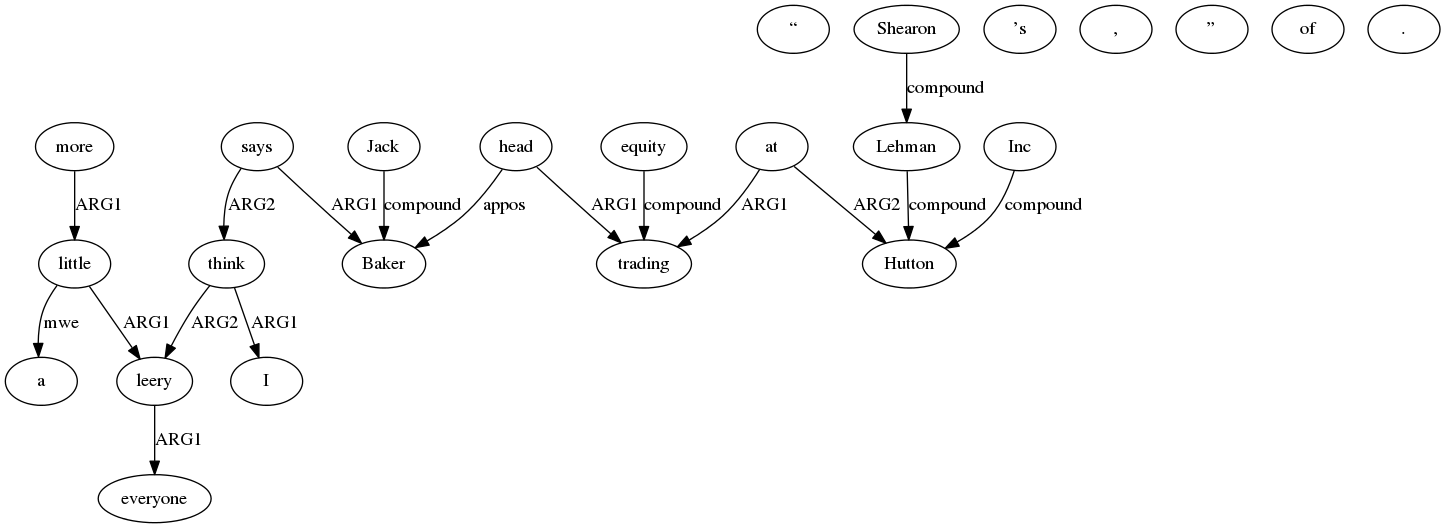 “ Shearon ’s , ” of .
compound
more says Jack head equity at Lehman Inc
ARG1 ARG2 ARG1 compound appos ARG1 compound ARG1 ARG2 compound compound
little think Baker trading Hutton
mwe ARG1 ARG2 ARG1
a leery I
ARG1
everyone